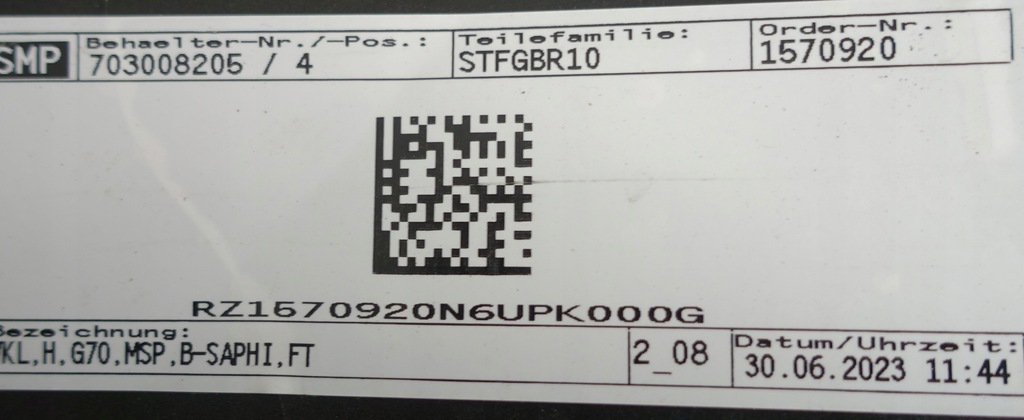 SMP
Behaelter-Nr./-Pos.:
703008205 / 4
Teilefamilie:
STFGBR10
Order-Nr.:
1570920
RZ1570920N6UPK000G
Bezeichnung:
VKL,H,G70,MSP,B-SAPHI,FT
2_08
Datum/Uhrzeit:
30.06.2023 11:44